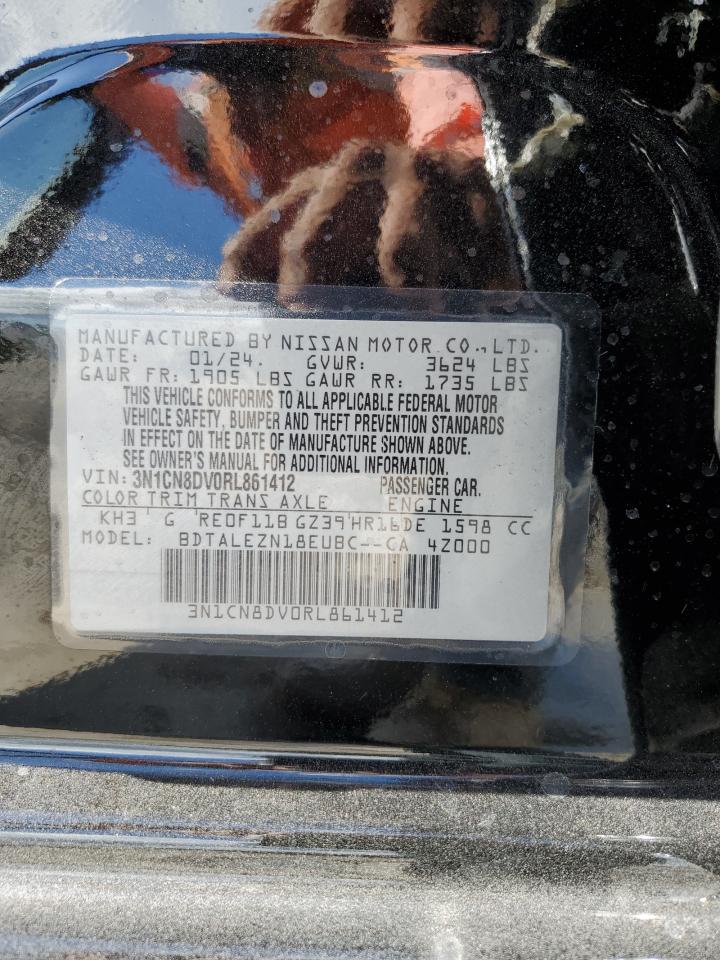 MANUFACTURED BY NISSAN MOTOR CO., LTD.
DATE: 01/24. GVWR: 3624 LBS
GAWR FR: 1905 LBS GAWR RR: 1735 LBS
THIS VEHICLE CONFORMS TO ALL APPLICABLE FEDERAL MOTOR
VEHICLE SAFETY, BUMPER AND THEFT PREVENTION STANDARDS
IN EFFECT ON THE DATE OF MANUFACTURE SHOWN ABOVE.
SEE OWNER'S MANUAL FOR ADDITIONAL INFORMATION.
VIN: 3N1CN8DV0RL861412 PASSENGER CAR.
COLOR TRIM TRANS AXLE ENGINE
KH3 G RE0F11B GZ39 HR16DE 1598 CC
MODEL: BDTALEZN18EUBC--CA 4Z000
3N1CN8DV0RL861412